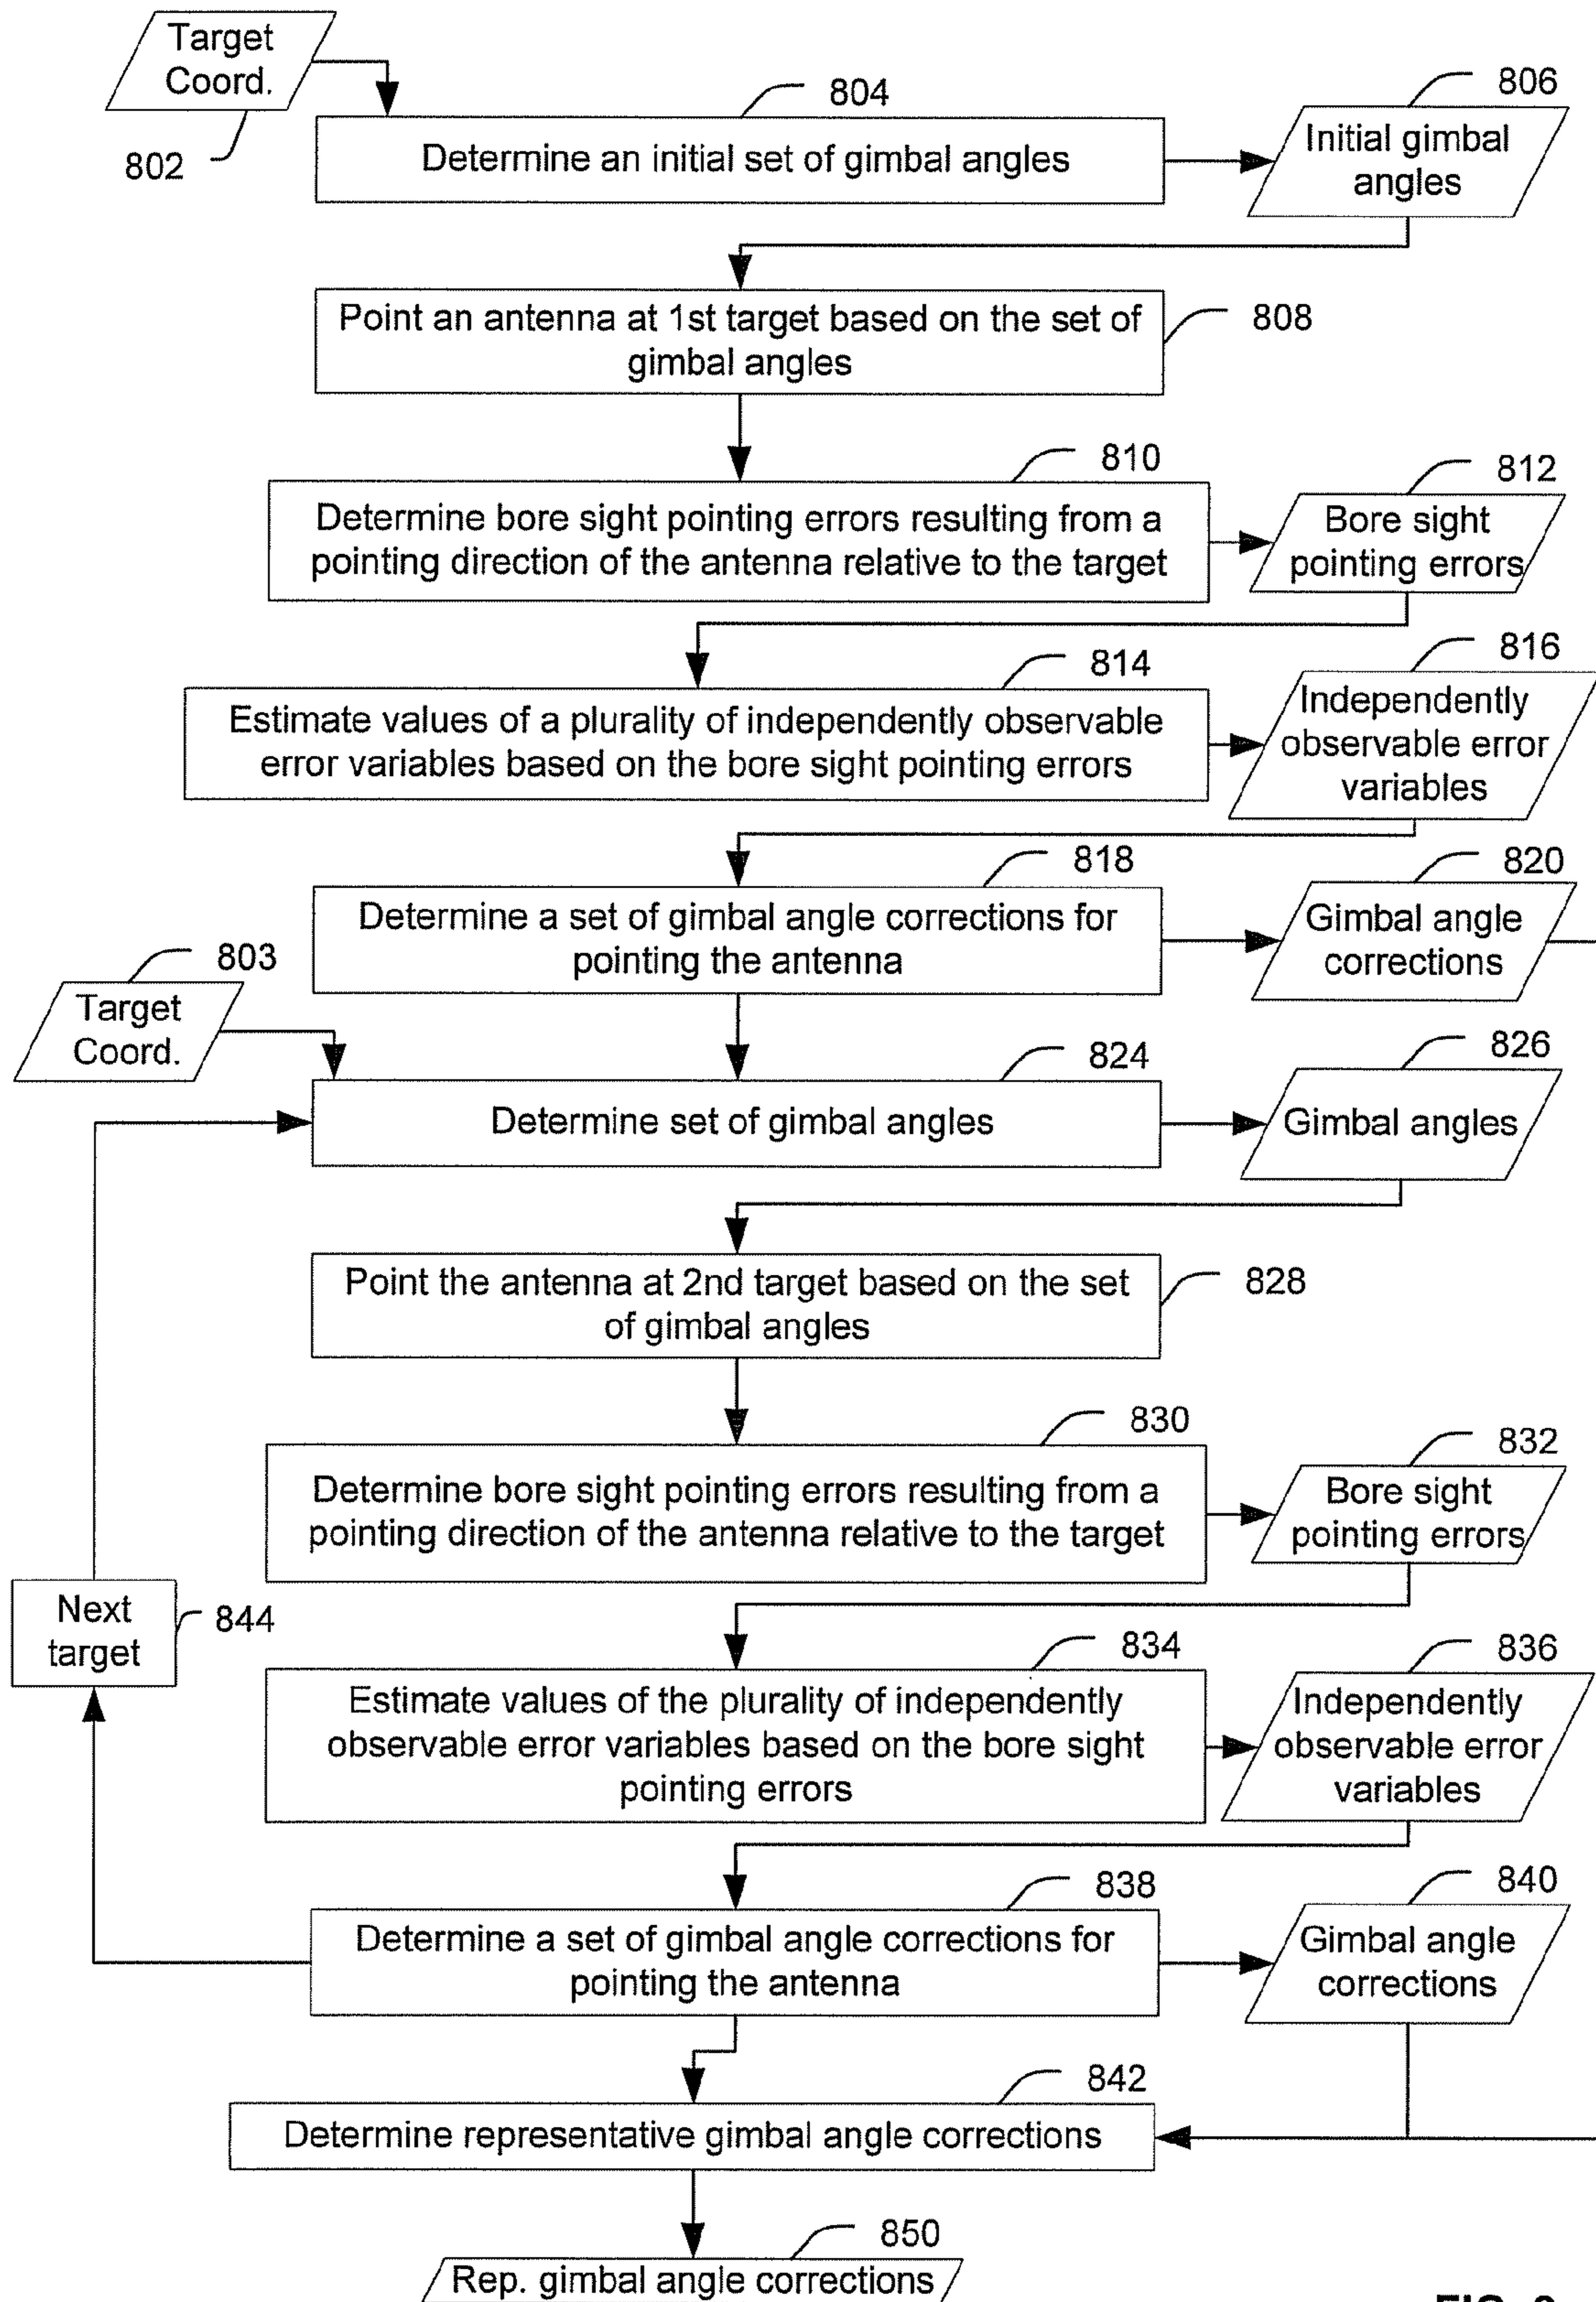 Target
Coord.
802
804
Determine an initial set of gimbal angles
806
Initial gimbal
angles
Point an antenna at 1st target based on the set of
gimbal angles
808
810
Determine bore sight pointing errors resulting from a
pointing direction of the antenna relative to the target
812
Bore sight
pointing errors
814
Estimate values of a plurality of independently observable
error variables based on the bore sight pointing errors
816
Independently
observable error
variables
818
Determine a set of gimbal angle corrections for
pointing the antenna
820
Gimbal angle
corrections
803
Target
Coord.
824
Determine set of gimbal angles
826
Gimbal angles
Point the antenna at 2nd target based on the set
of gimbal angles
828
830
Determine bore sight pointing errors resulting from a
pointing direction of the antenna relative to the target
832
Bore sight
pointing errors
Next
target
844
834
Estimate values of the plurality of independently
observable error variables based on the bore sight
pointing errors
836
Independently
observable error
variables
838
Determine a set of gimbal angle corrections for
pointing the antenna
840
Gimbal angle
corrections
842
Determine representative gimbal angle corrections
850
Rep. gimbal angle corrections